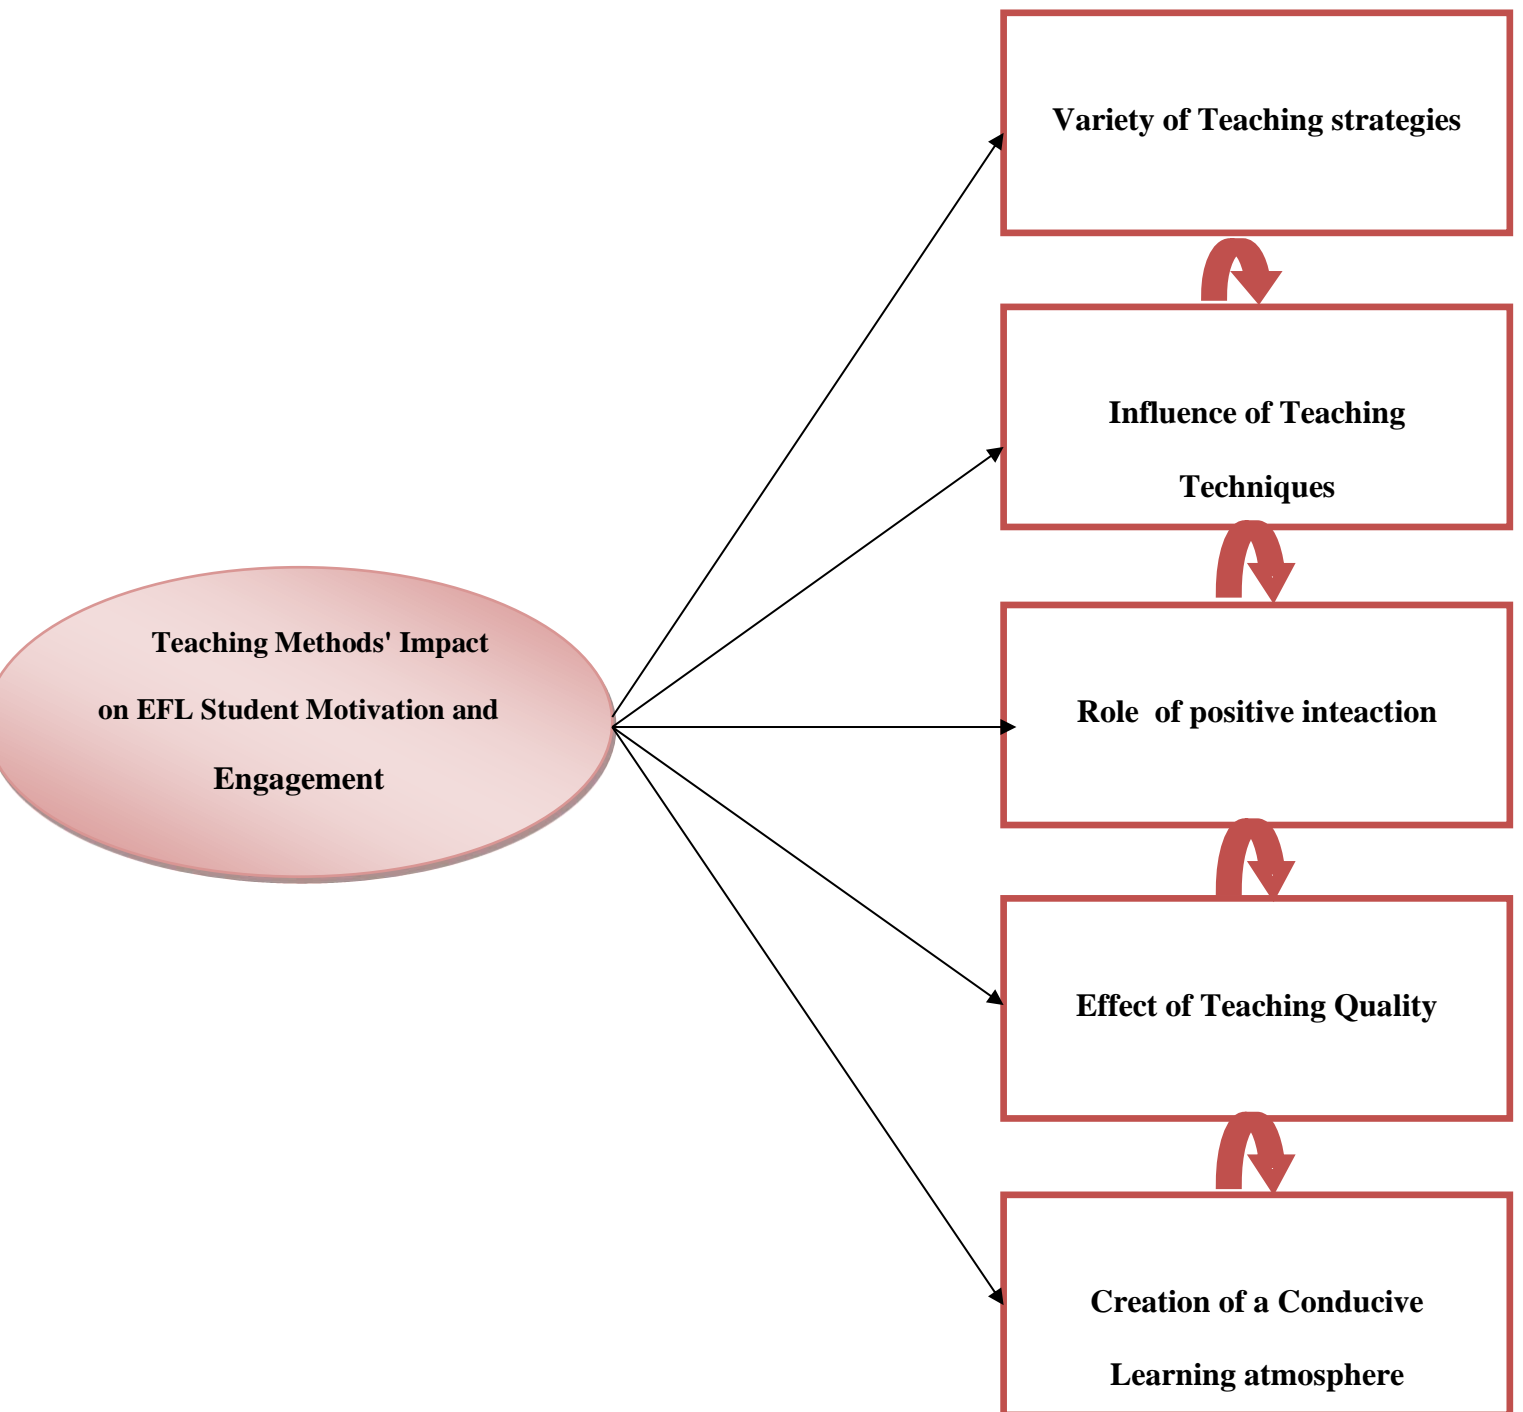 Variety of Teaching strategies
Influence of Teaching
Techniques
Teaching Methods' Impact
on EFL Student Motivation and
Engagement
Role  of positive inteaction
Effect of Teaching Quality
Creation of a Conducive
Learning atmosphere